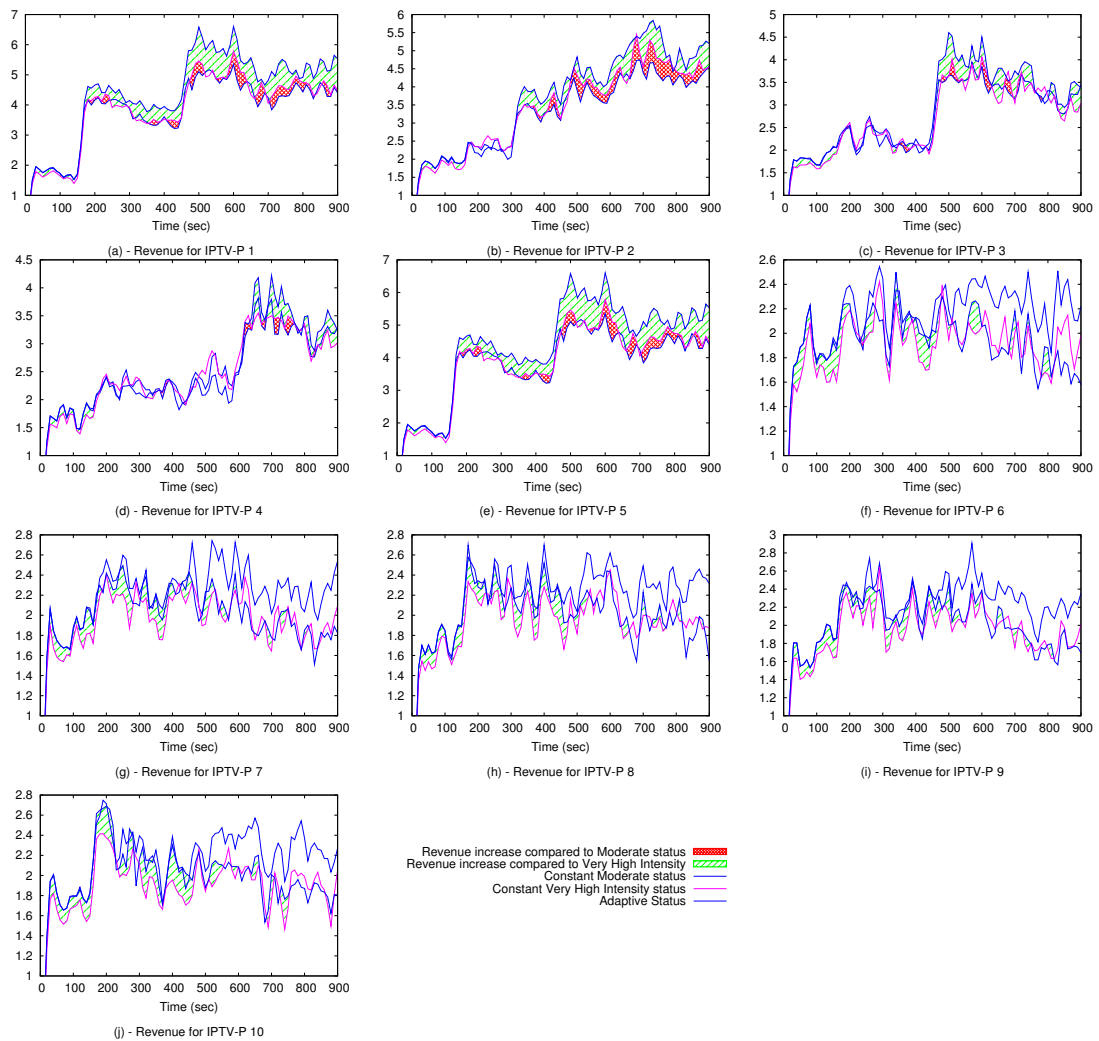 7
6
5
4
3
2
1
0 100 200 300 400 500 600 700 800 900
Time (sec)
(a) - Revenue for IPTV-P 1
6
5.5
5
4.5
4
3.5
3
2.5
2
1.5
1
0 100 200 300 400 500 600 700 800 900
Time (sec)
(b) - Revenue for IPTV-P 2
5
4.5
4
3.5
3
2.5
2
1.5
1
0 100 200 300 400 500 600 700 800 900
Time (sec)
(c) - Revenue for IPTV-P 3
4.5
4
3.5
3
2.5
2
1.5
1
0 100 200 300 400 500 600 700 800 900
Time (sec)
(d) - Revenue for IPTV-P 4
7
6
5
4
3
2
1
0 100 200 300 400 500 600 700 800 900
Time (sec)
(e) - Revenue for IPTV-P 5
2.6
2.4
2.2
2
1.8
1.6
1.4
1.2
1
0 100 200 300 400 500 600 700 800 900
Time (sec)
(f) - Revenue for IPTV-P 6
2.8
2.6
2.4
2.2
2
1.8
1.6
1.4
1.2
1
0 100 200 300 400 500 600 700 800 900
Time (sec)
(g) - Revenue for IPTV-P 7
2.8
2.6
2.4
2.2
2
1.8
1.6
1.4
1.2
1
0 100 200 300 400 500 600 700 800 900
Time (sec)
(h) - Revenue for IPTV-P 8
3
2.8
2.6
2.4
2.2
2
1.8
1.6
1.4
1.2
1
0 100 200 300 400 500 600 700 800 900
Time (sec)
(i) - Revenue for IPTV-P 9
2.8
2.6
2.4
2.2
2
1.8
1.6
1.4
1.2
1
0 100 200 300 400 500 600 700 800 900
Time (sec)
(j) - Revenue for IPTV-P 10
Revenue increase compared to Moderate status
Revenue increase compared to Very High Intensity
Constant Moderate status
Constant Very High Intensity status
Adaptive Status